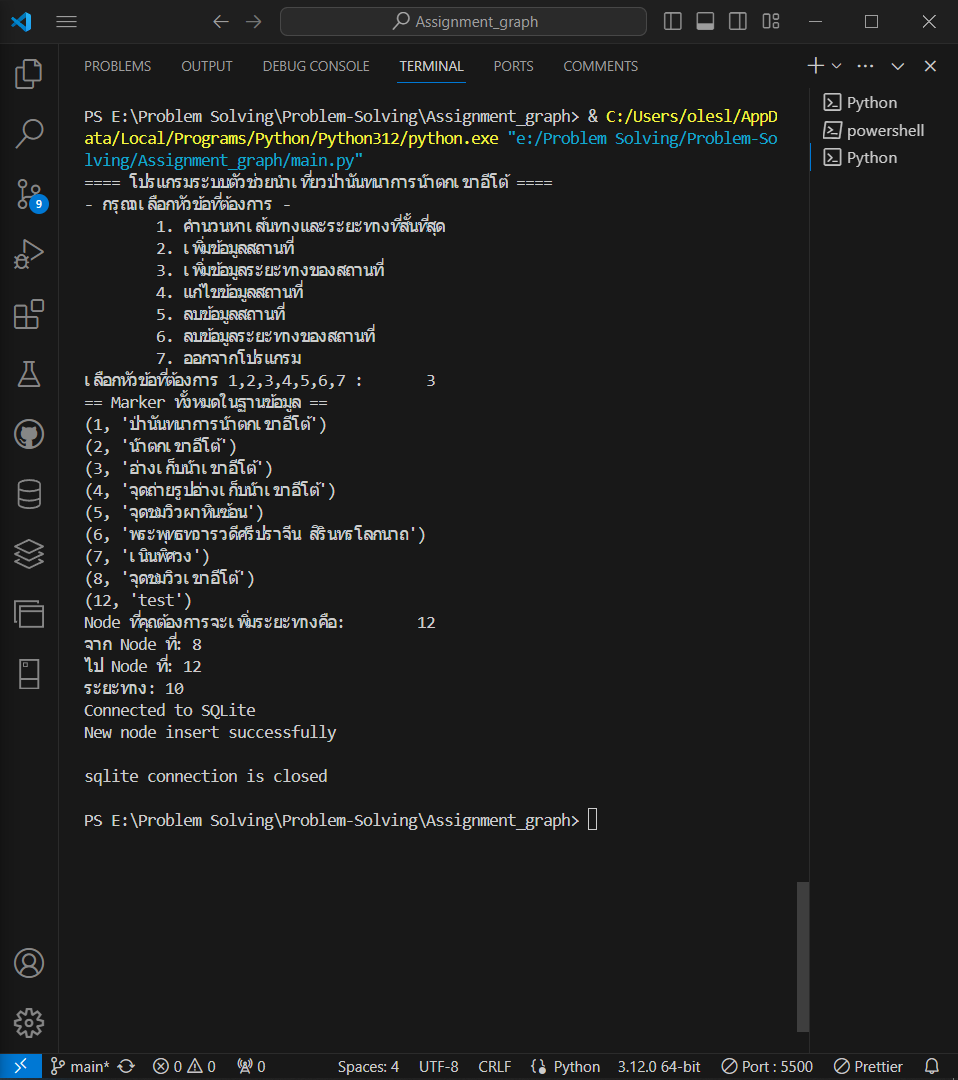 Assignment_graph
PROBLEMS OUTPUT DEBUG CONSOLE TERMINAL PORTS COMMENTS
PS E:\Problem Solving\Problem-Solving\Assignment_graph> & C:/Users/olesl/AppD
ata/Local/Programs/Python/Python312/python.exe "e:/Problem Solving/Problem-So
lving/Assignment_graph/main.py"
==== โปรแกรมระบบตัวช่วยนำเที่ยวป่านันทนาการน้ำตกเขาอีโต้ ====
- กรุณาเลือกหัวข้อที่ต้องการ -
1. คำนวนหาเส้นทางและระยะทางที่สั้นที่สุด
2. เพิ่มข้อมูลสถานที่
3. เพิ่มข้อมูลระยะทางของสถานที่
4. แก้ไขข้อมูลสถานที่
5. ลบข้อมูลสถานที่
6. ลบข้อมูลระยะทางของสถานที่
7. ออกจากโปรแกรม
เลือกหัวข้อที่ต้องการ 1,2,3,4,5,6,7 : 3
== Marker ทั้งหมดในฐานข้อมูล ==
(1, 'ป่านันทนาการน้ำตกเขาอีโต้')
(2, 'น้ำตกเขาอีโต้')
(3, 'อ่างเก็บน้ำเขาอีโต้')
(4, 'จุดถ่ายรูปอ่างเก็บน้ำเขาอีโต้')
(5, 'จุดชมวิวผาหินซ้อน')
(6, 'พระพุทธทวารวดีศรีปราจีน สิรินทรโลกนาถ')
(7, 'เนินพิศวง')
(8, 'จุดชมวิวเขาอีโต้')
(12, 'test')
Node ที่คุณต้องการจะเพิ่มระยะทางคือ: 12
จาก Node ที่: 8
ไป Node ที่: 12
ระยะทาง: 10
Connected to SQLite
New node insert successfully
sqlite connection is closed
PS E:\Problem Solving\Problem-Solving\Assignment_graph>
Python
powershell
Python
9
main* 0 0 0 Spaces: 4 UTF-8 CRLF Python 3.12.0 64-bit Port : 5500 Prettier